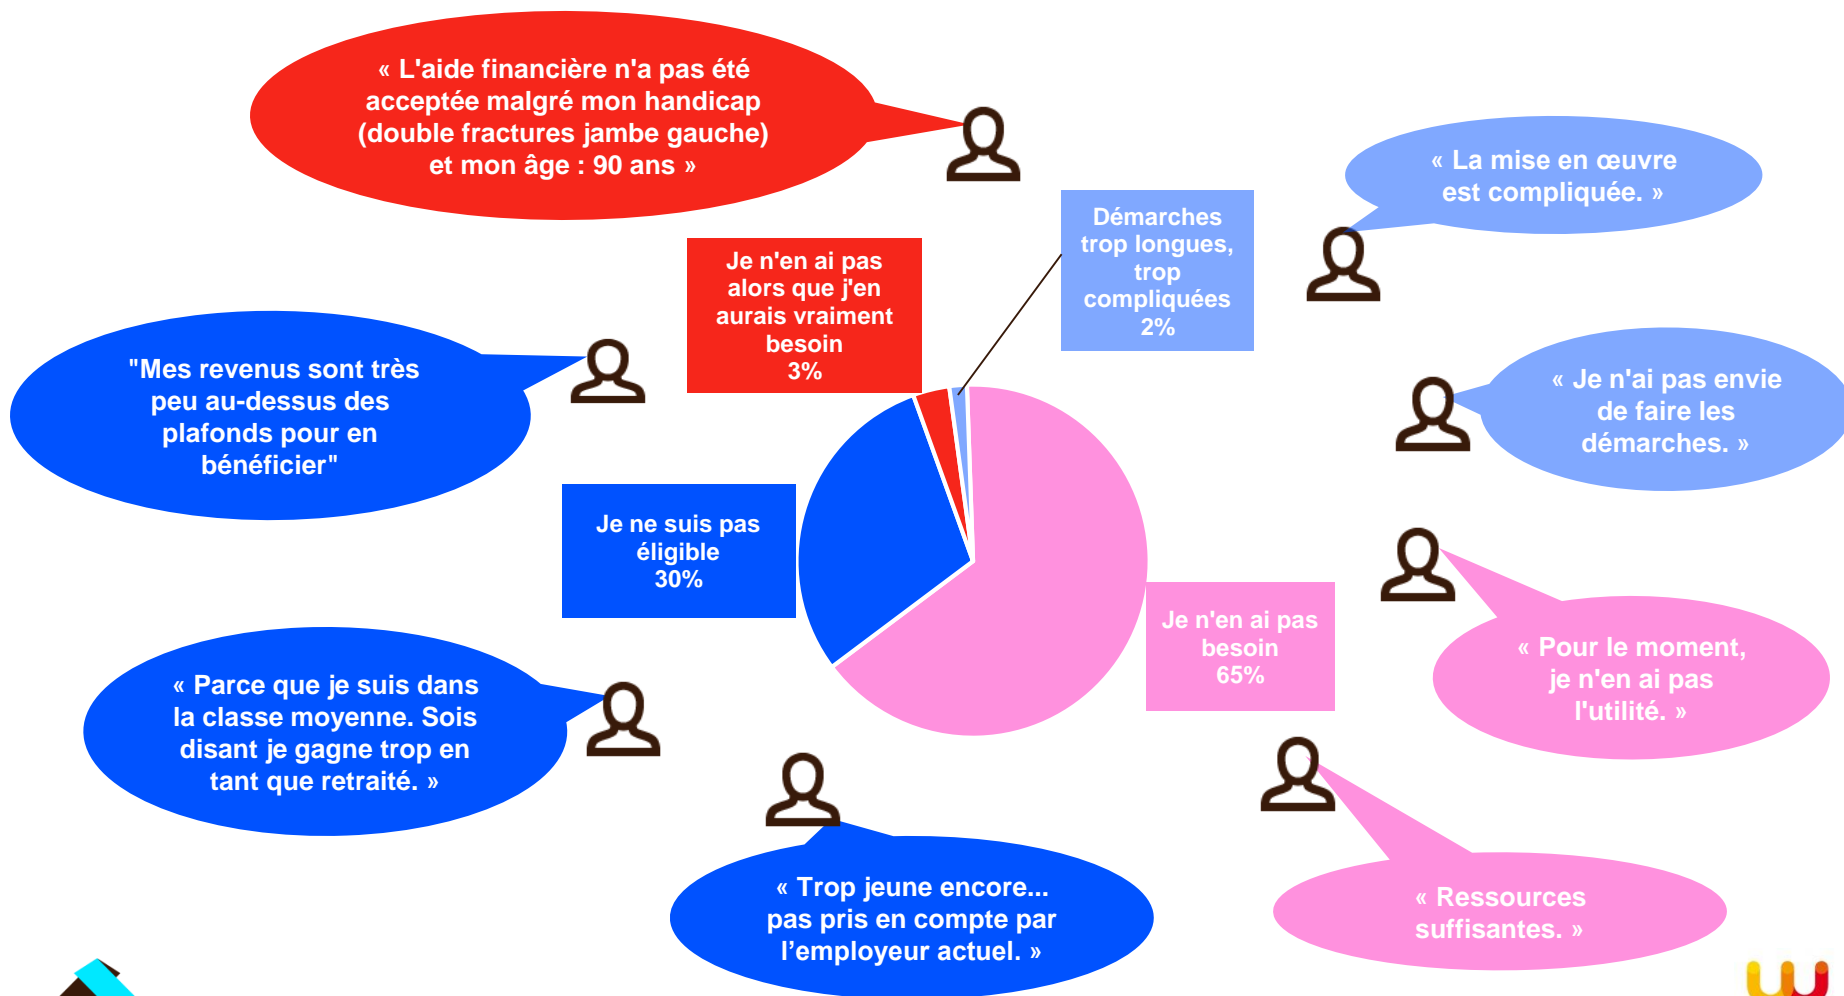 « L'aide financière n'a pas été
acceptée malgré mon handicap
(double fractures jambe gauche)
et mon âge : 90 ans »
« La mise en œuvre
est compliquée. »
Démarches
trop longues,
trop
compliquées
2%
Je n'en ai pas
alors que j'en
aurais vraiment
besoin
3%
"Mes revenus sont très
peu au-dessus des
plafonds pour en
bénéficier"
« Je n'ai pas envie
de faire les
démarches. »
Je ne suis pas
éligible
30%
Je n'en ai pas
besoin
65%
« Pour le moment,
je n'en ai pas
l'utilité. »
« Parce que je suis dans
la classe moyenne. Sois
disant je gagne trop en
tant que retraité. »
« Trop jeune encore...
pas pris en compte par
l’employeur actuel. »
« Ressources
suffisantes. »